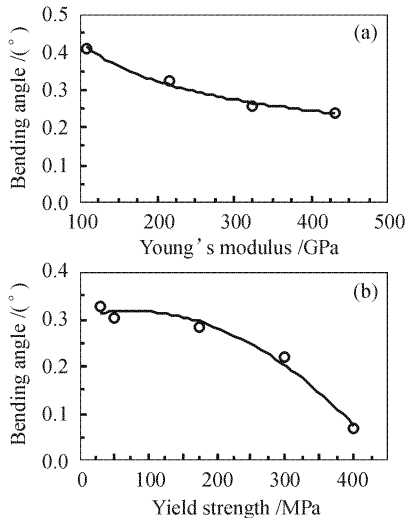 0.5
(a)
0.4
0.3
0.2
0.1
0.0
Bending angle /(°)
100 200 300 400 500
Young's modulus /GPa
0.4
(b)
0.3
0.2
0.1
0.0
Bending angle /(°)
0 100 200 300 400
Yield strength /MPa